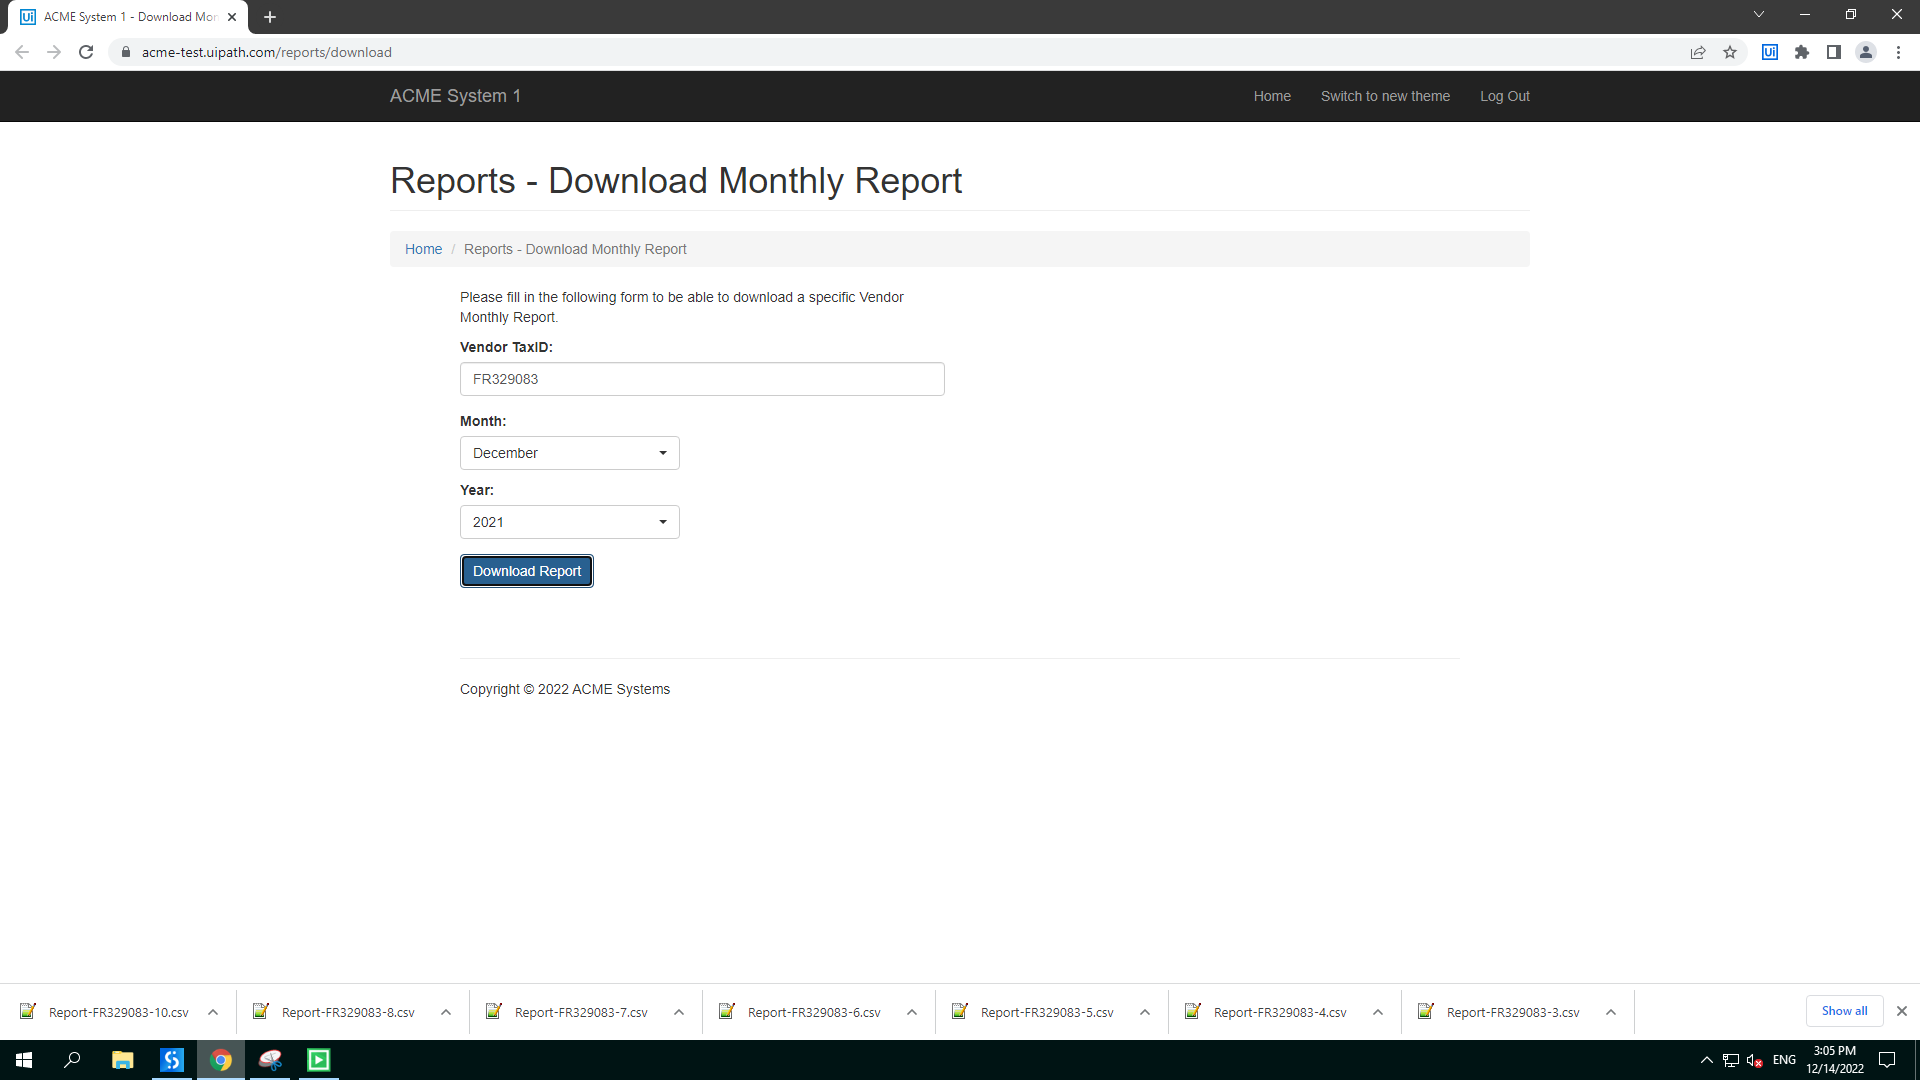 ACME System 1 - Download Mon
acme-test.uipath.com/reports/download
ACME System 1
Home
Switch to new theme
Log Out
Reports - Download Monthly Report
Home / Reports - Download Monthly Report
Please fill in the following form to be able to download a specific Vendor
Monthly Report.
Vendor TaxID:
FR329083
Month:
December
Year:
2021
Download Report
Copyright © 2022 ACME Systems
Report-FR329083-10.csv
Report-FR329083-8.csv
Report-FR329083-7.csv
Report-FR329083-6.csv
Report-FR329083-5.csv
Report-FR329083-4.csv
Report-FR329083-3.csv
Show all
ENG
3:05 PM
12/14/2022